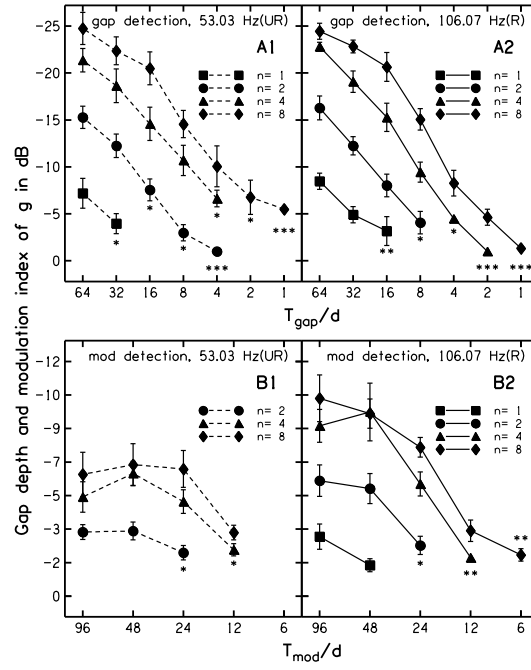 gap detection, 53.03 Hz(UR)
A1
n= 1
n= 2
n= 4
n= 8
-25
-20
-15
-10
-5
0
*
*
*
*
*
***
***
64 32 16 8 4 2 1
gap detection, 106.07 Hz(R)
A2
n= 1
n= 2
n= 4
n= 8
**
*
*
***
***
64 32 16 8 4 2 1
T_gap/d
Gap depth and modulation index of g in dB
mod detection, 53.03 Hz(UR)
B1
n= 2
n= 4
n= 8
-12
-10
-9
-7
-5
-3
-2
0
*
*
96 48 24 12 6
mod detection, 106.07 Hz(R)
B2
n= 1
n= 2
n= 4
n= 8
*
**
**
96 48 24 12 6
T_mod/d